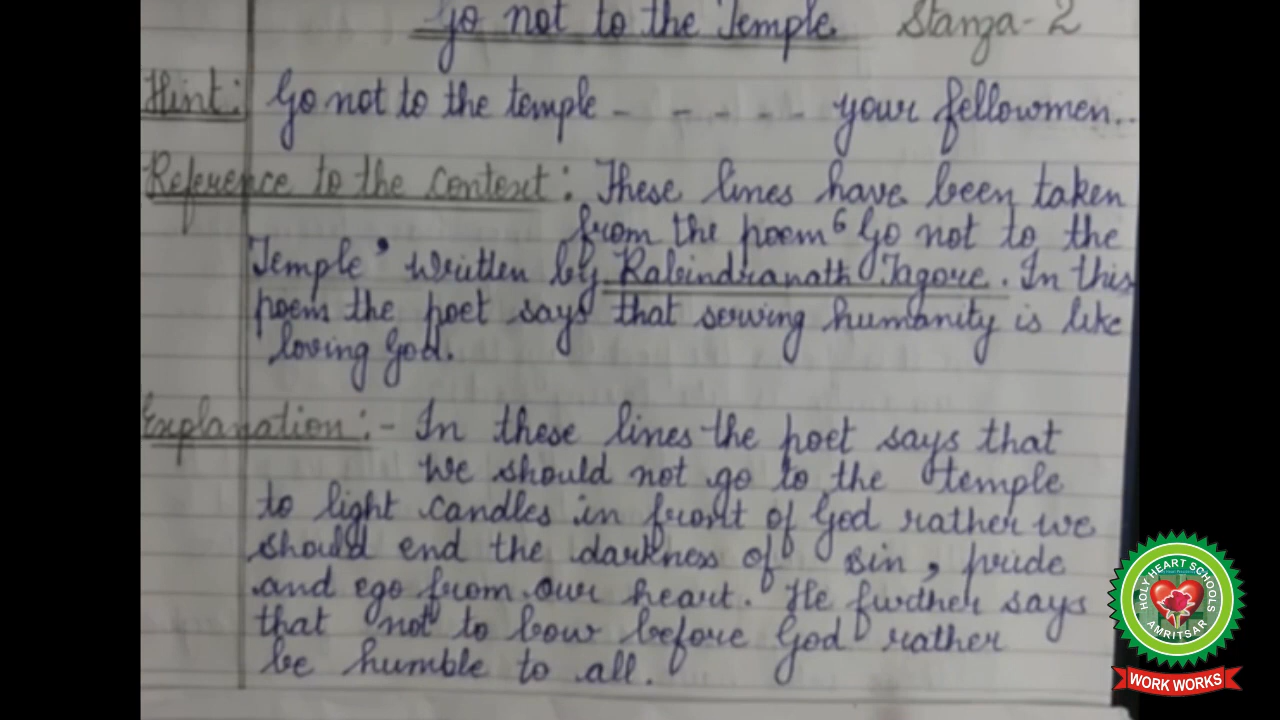 Go not to the Temple Stanza-2
Hint: Go not to the temple - - - - - your fellowmen..
Reference to the context: These lines have been taken
from the poem 'Go not to the
Temple' written by Rabindranath Tagore. In this
poem the poet says that serving humanity is like
loving God.
Explanation:- In these lines the poet says that
we should not go to the temple
to light candles in front of God rather we
should end the darkness of sin, pride
and ego from our heart. He further says
that not to bow before God rather
be humble to all.
HOLY HEART SCHOOLS
AMRITSAR
WORK WORKS